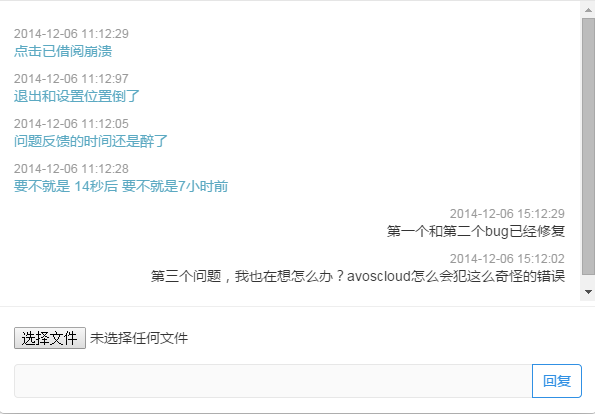 2014-12-06 11:12:29
点击已借阅崩溃
2014-12-06 11:12:97
退出和设置位置倒了
2014-12-06 11:12:05
问题反馈的时间还是醉了
2014-12-06 11:12:28
要不就是 14秒后 要不就是7小时前
2014-12-06 15:12:29
第一个和第二个bug已经修复
2014-12-06 15:12:02
第三个问题，我也在想怎么办？avoscloud怎么会犯这么奇怪的错误
选择文件 未选择任何文件
回复